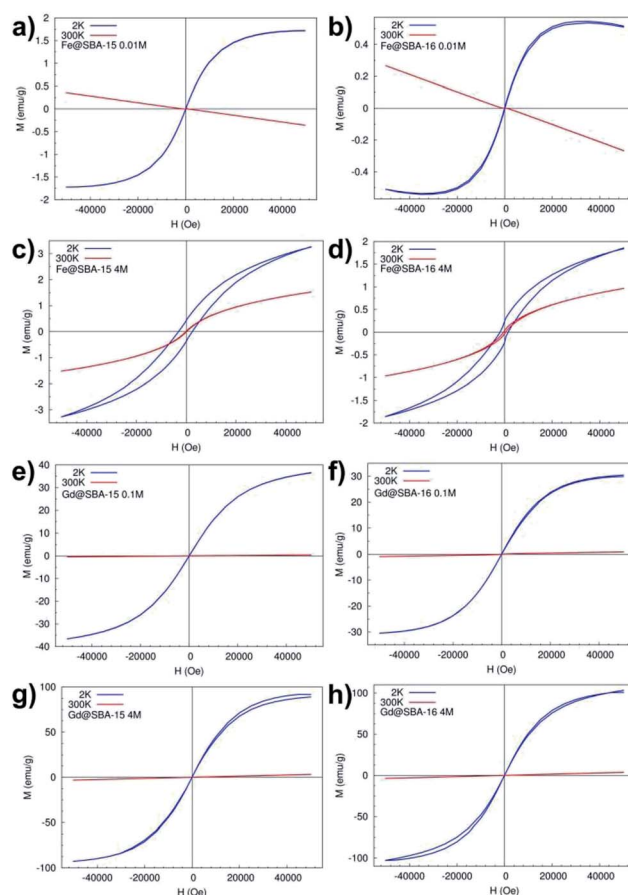 a)
2K
300K
Fe@SBA-15 0.01M
M (emu/g)
2
1.5
1
0.5
0
-0.5
-1
-1.5
-2
-40000 -20000 0 20000 40000
H (Oe)
b)
2K
300K
Fe@SBA-16 0.01M
M (emu/g)
0.4
0.2
0
-0.2
-0.4
-40000 -20000 0 20000 40000
H (Oe)
c)
2K
300K
Fe@SBA-15 4M
M (emu/g)
3
2
1
0
-1
-2
-3
-40000 -20000 0 20000 40000
H (Oe)
d)
2K
300K
Fe@SBA-16 4M
M (emu/g)
2
1.5
1
0.5
0
-0.5
-1
-1.5
-2
-40000 -20000 0 20000 40000
H (Oe)
e)
2K
300K
Gd@SBA-15 0.1M
M (emu/g)
40
30
20
10
0
-10
-20
-30
-40
-40000 -20000 0 20000 40000
H (Oe)
f)
2K
300K
Gd@SBA-16 0.1M
M (emu/g)
30
20
10
0
-10
-20
-30
-40000 -20000 0 20000 40000
H (Oe)
g)
2K
300K
Gd@SBA-15 4M
M (emu/g)
100
50
0
-50
-100
-40000 -20000 0 20000 40000
H (Oe)
h)
2K
300K
Gd@SBA-16 4M
M (emu/g)
100
50
0
-50
-100
-40000 -20000 0 20000 40000
H (Oe)